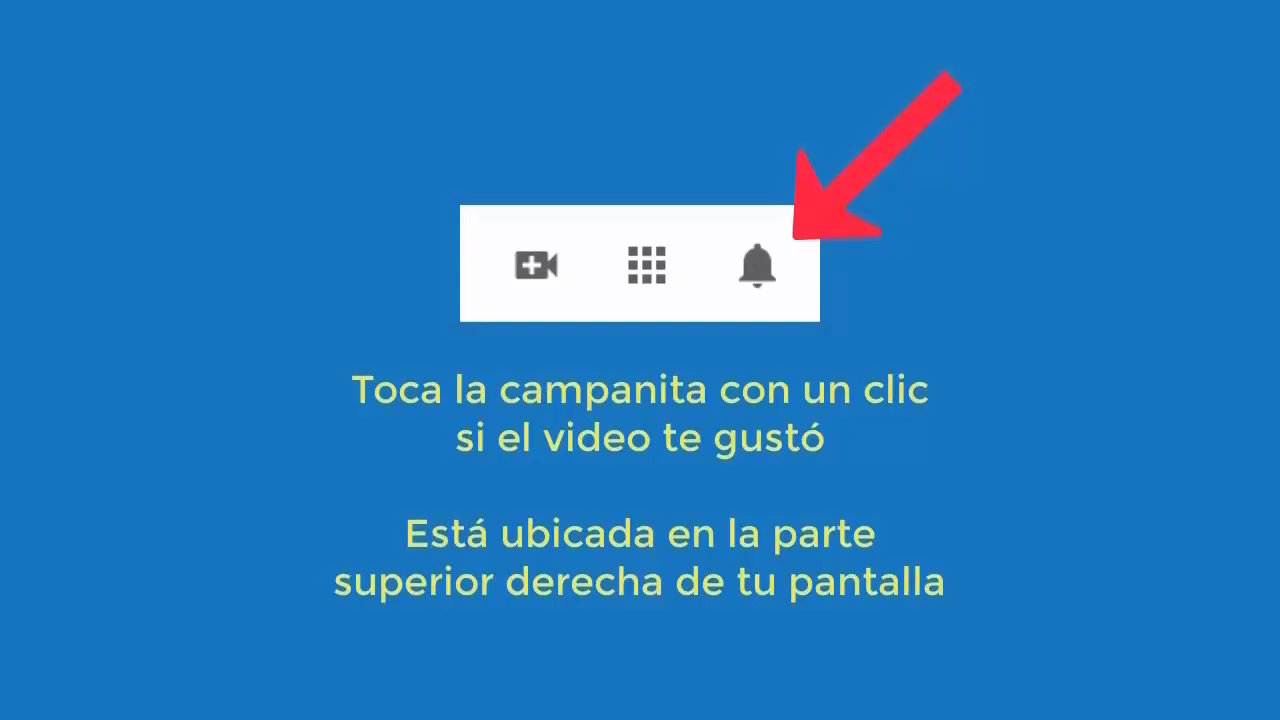 Toca la campanita con un clic
si el video te gustó
Está ubicada en la parte
superior derecha de tu pantalla